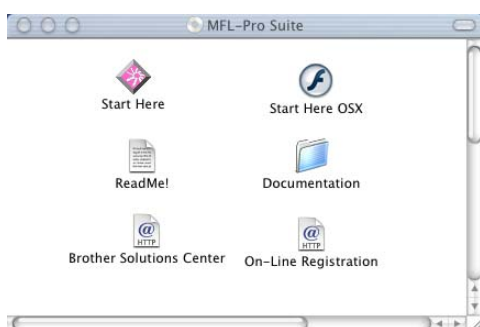 MFL-Pro Suite
Start Here
Start Here OSX
ReadMe!
Documentation
@
HTTP
@
HTTP
Brother Solutions Center
On-Line Registration